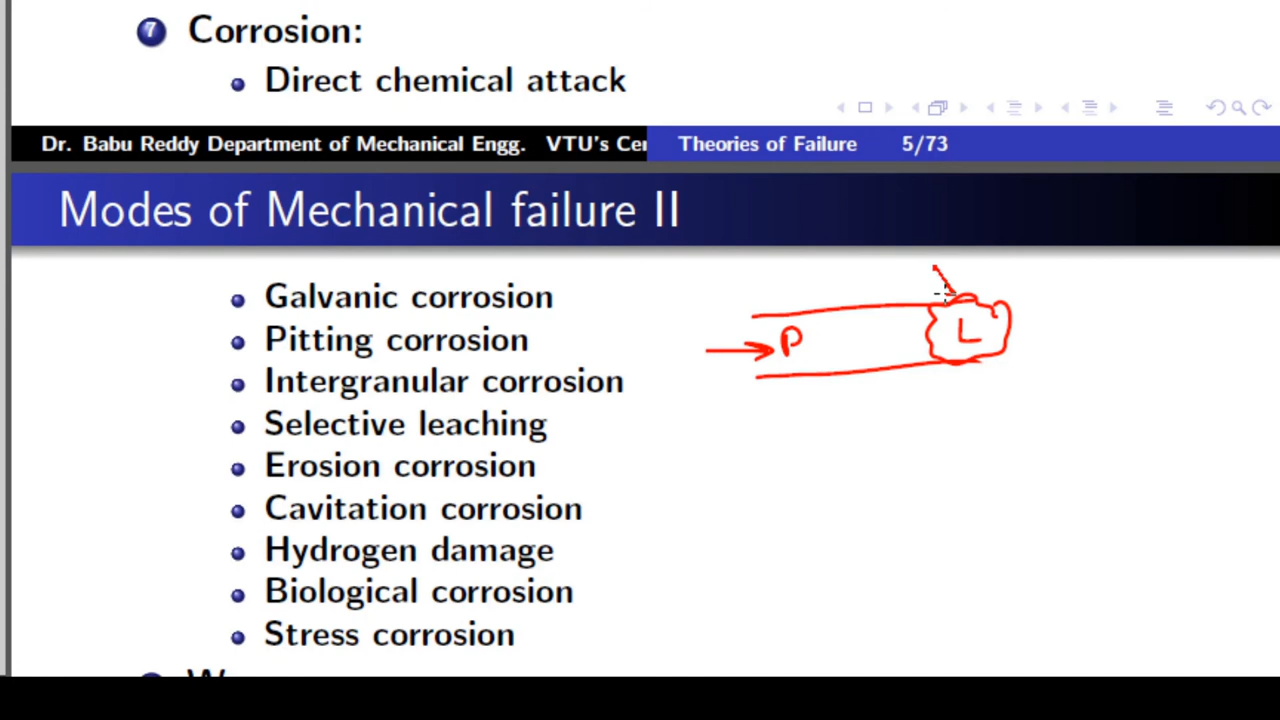 7 Corrosion:
Direct chemical attack
Dr. Babu Reddy Department of Mechanical Engg. VTU's Cen Theories of Failure 5/73
Modes of Mechanical failure II
Galvanic corrosion
Pitting corrosion
P
L
Intergranular corrosion
Selective leaching
Erosion corrosion
Cavitation corrosion
Hydrogen damage
Biological corrosion
Stress corrosion